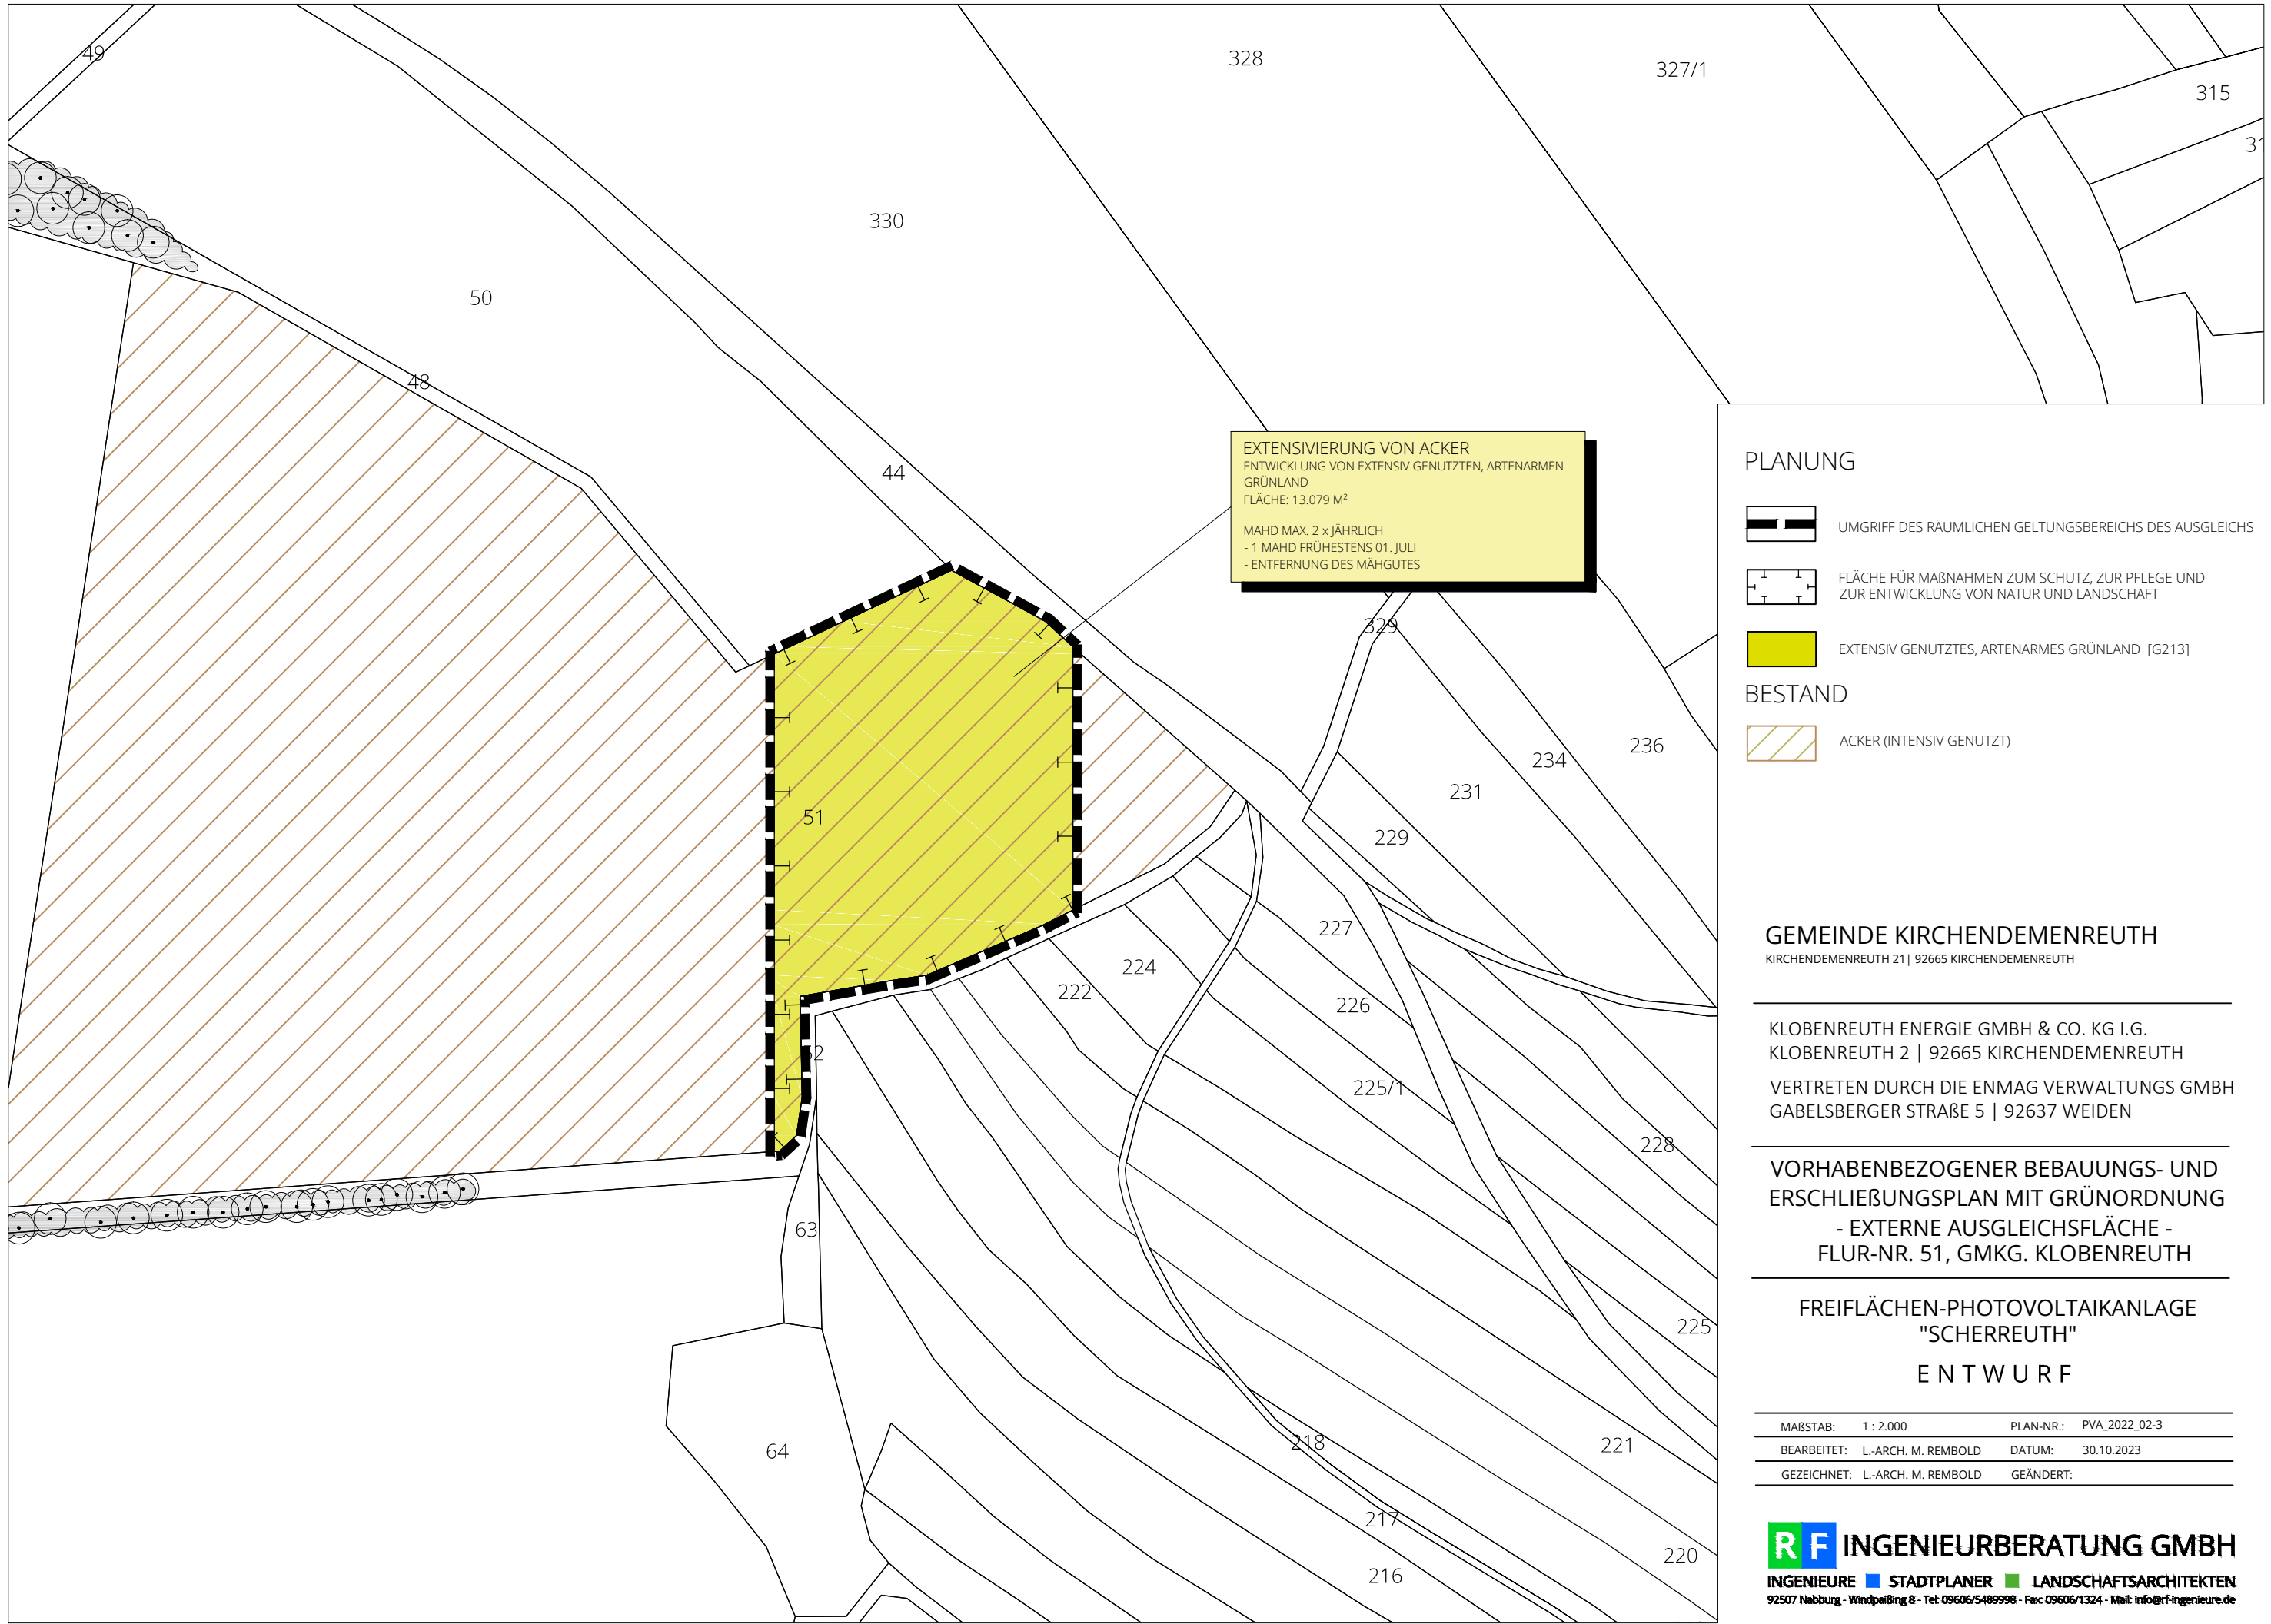 49
328
327/1
315
31
330
50
48
44
EXTENSIVIERUNG VON ACKER
ENTWICKLUNG VON EXTENSIV GENUTZTEN, ARTENARMEN
GRÜNLAND
FLÄCHE: 13.079 M²
MAHD MAX. 2 x JÄHRLICH
- 1 MAHD FRÜHESTENS 01. JULI
- ENTFERNUNG DES MÄHGUTES
329
236
234
231
229
51
227
224
222
226
225/1
228
63
225
64
218
221
217
220
216
PLANUNG
UMGRIFF DES RÄUMLICHEN GELTUNGSBEREICHS DES AUSGLEICHS
FLÄCHE FÜR MAßNAHMEN ZUM SCHUTZ, ZUR PFLEGE UND
ZUR ENTWICKLUNG VON NATUR UND LANDSCHAFT
EXTENSIV GENUTZTES, ARTENARMES GRÜNLAND [G213]
BESTAND
ACKER (INTENSIV GENUTZT)
GEMEINDE KIRCHENDEMENREUTH
KIRCHENDEMENREUTH 21| 92665 KIRCHENDEMENREUTH
KLOBENREUTH ENERGIE GMBH & CO. KG I.G.
KLOBENREUTH 2 | 92665 KIRCHENDEMENREUTH
VERTRETEN DURCH DIE ENMAG VERWALTUNGS GMBH
GABELSBERGER STRAßE 5 | 92637 WEIDEN
VORHABENBEZOGENER BEBAUUNGS- UND
ERSCHLIEßUNGSPLAN MIT GRÜNORDNUNG
- EXTERNE AUSGLEICHSFLÄCHE -
FLUR-NR. 51, GMKG. KLOBENREUTH
FREIFLÄCHEN-PHOTOVOLTAIKANLAGE
"SCHERREUTH"
E N T W U R F
MAßSTAB: 1 : 2.000 PLAN-NR.: PVA_2022_02-3
BEARBEITET: L.-ARCH. M. REMBOLD DATUM: 30.10.2023
GEZEICHNET: L.-ARCH. M. REMBOLD GEÄNDERT:
RF INGENIEURBERATUNG GMBH
INGENIEURE STADTPLANER LANDSCHAFTSARCHITEKTEN
92507 Nabburg - Windpaißing 8 - Tel: 09606/5489998 - Fax: 09606/1324 - Mail: info@rf-ingenieure.de